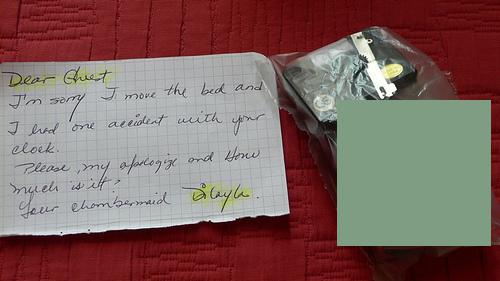 Dear Guest
I'm sorry I move the bed and
I had one accident with your
clock.
Please, my apologize and How
much is it?
Your chambermaid